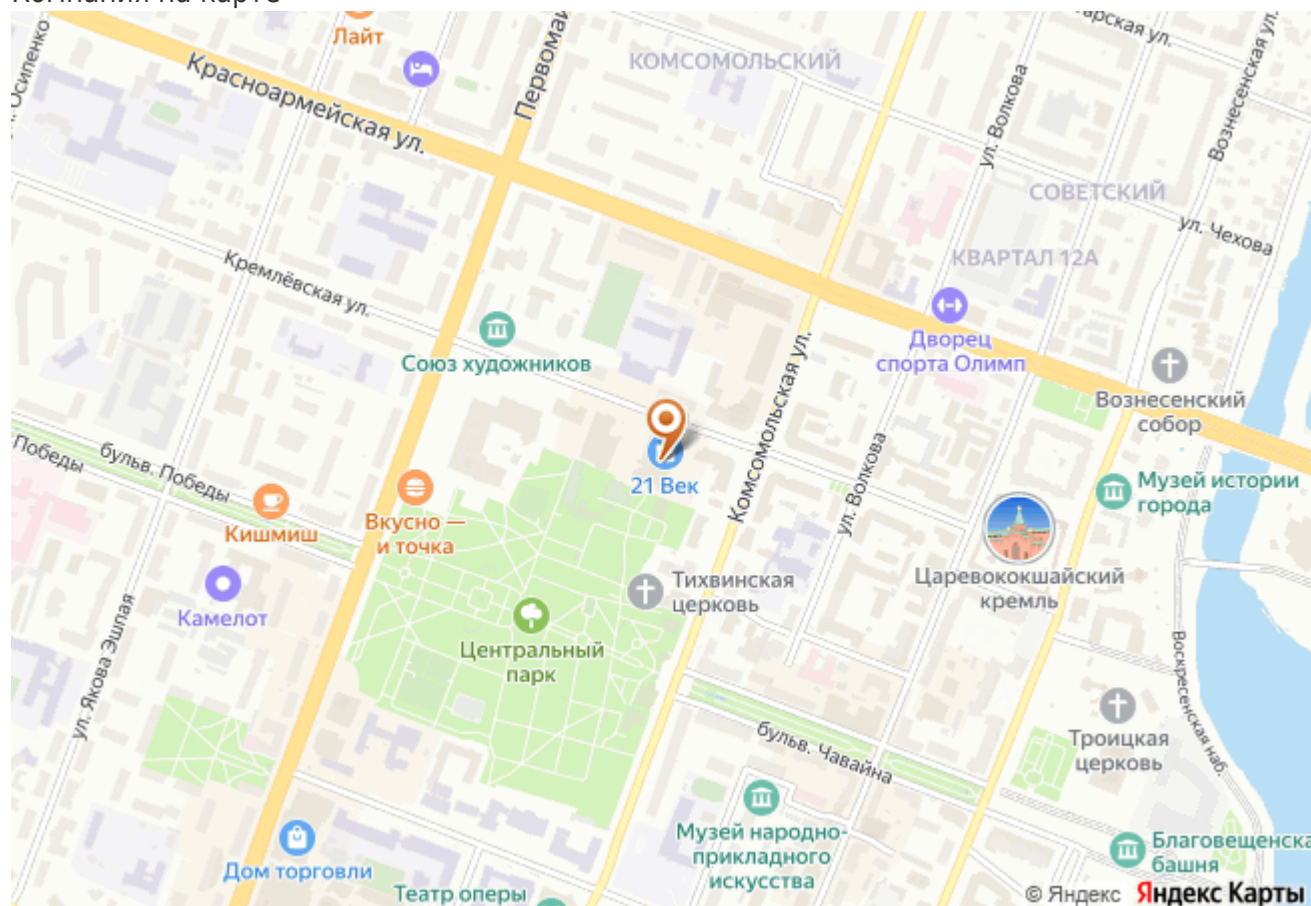 Компания на карте
Лайт
Красноармейская ул.
КОМСОМОЛЬСКИЙ
ул. Волкова
Вознесенская ул.
СОВЕТСКИЙ
ул. Чехова
КВАРТАЛ 12А
Кремлёвская ул.
Союз художников
Дворец
спорта Олимп
Вознесенский
собор
Комсомольская ул.
бульв. Победы
Победы
21 Век
ул. Волкова
Музей истории
города
Кишмиш
Вкусно —
и точка
Царевококшайский
кремль
Тихвинская
церковь
Камелот
ул. Якова Эшпая
Центральный
парк
Воскресенская наб.
Троицкая
церковь
бульв. Чавайна
Музей народно-
прикладного
искусства
Дом торговли
Театр оперы
башня
© Яндекс Яндекс Карты